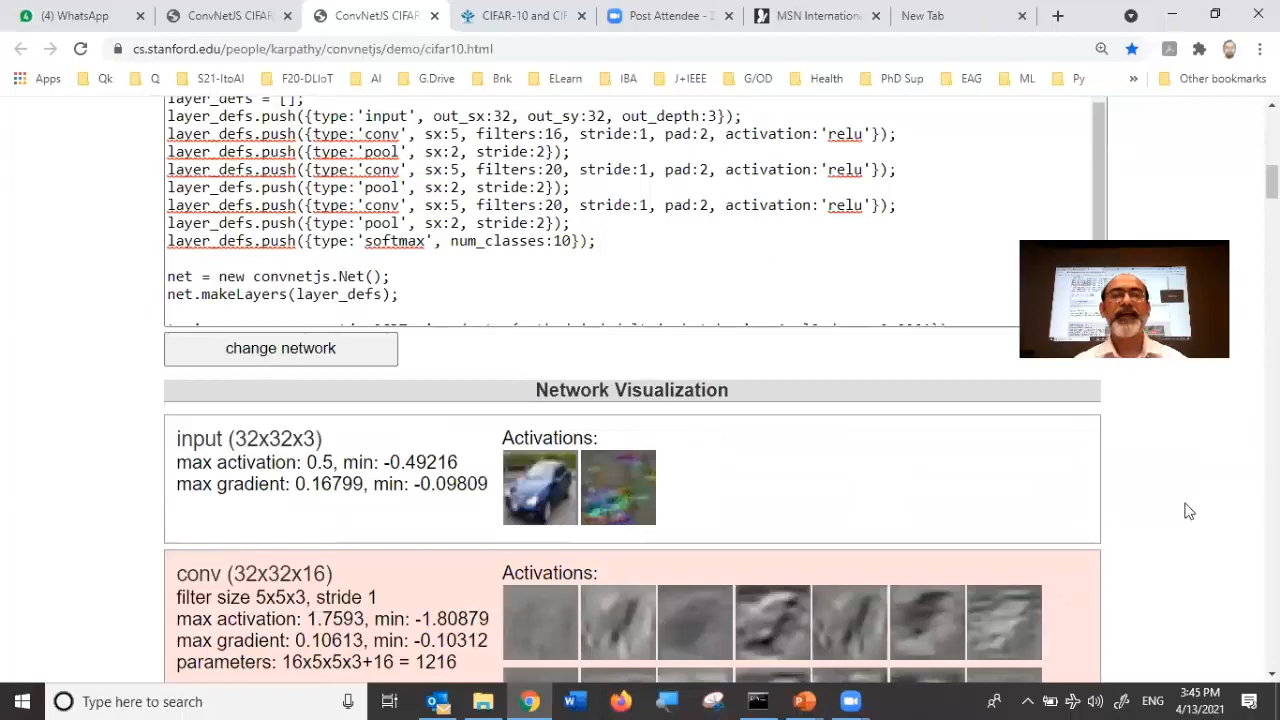 (4) WhatsApp
ConvNetJS CIFAR
ConvNetJS CIFAR
CIFAR-10 and CIF
Post Attendee - Z
MSN Internationa
New Tab
cs.stanford.edu/people/karpathy/convnetjs/demo/cifar10.html
Apps
Qk
Q
S21-ItoAI
F20-DLIoT
AI
G.Drive
Bnk
ELearn
IBA
J+IEEE
G/OD
Health
PhD Sup
EAG
ML
Py
»
Other bookmarks
layer_defs = [];
layer_defs.push({type:'input', out_sx:32, out_sy:32, out_depth:3});
layer_defs.push({type:'conv', sx:5, filters:16, stride:1, pad:2, activation:'relu'});
layer_defs.push({type:'pool', sx:2, stride:2});
layer_defs.push({type:'conv', sx:5, filters:20, stride:1, pad:2, activation:'relu'});
layer_defs.push({type:'pool', sx:2, stride:2});
layer_defs.push({type:'conv', sx:5, filters:20, stride:1, pad:2, activation:'relu'});
layer_defs.push({type:'pool', sx:2, stride:2});
layer_defs.push({type:'softmax', num_classes:10});
net = new convnetjs.Net();
net.makeLayers(layer_defs);
change network
Network Visualization
input (32x32x3)
max activation: 0.5, min: -0.49216
max gradient: 0.16799, min: -0.09809
Activations:
conv (32x32x16)
filter size 5x5x3, stride 1
max activation: 1.7593, min: -1.80879
max gradient: 0.10613, min: -0.10312
parameters: 16x5x5x3+16 = 1216
Activations:
Type here to search
ENG
3:45 PM
4/13/2021